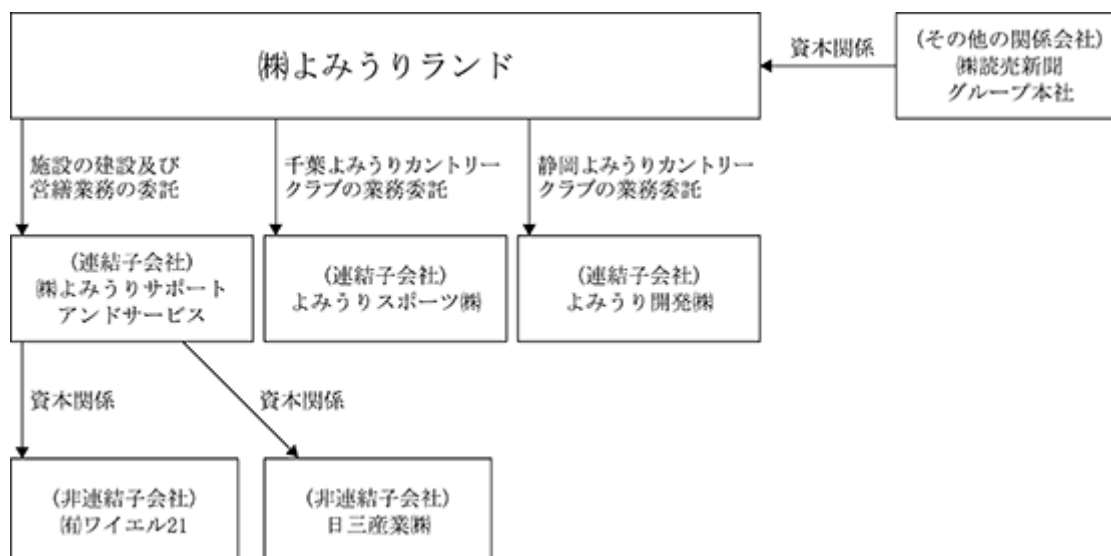 ㈱よみうりランド
資本関係
(その他の関係会社)
㈱読売新聞
グループ本社
施設の建設及び
営繕業務の委託
千葉よみうりカントリー
クラブの業務委託
静岡よみうりカントリー
クラブの業務委託
(連結子会社)
㈱よみうりサポート
アンドサービス
(連結子会社)
よみうりスポーツ㈱
(連結子会社)
よみうり開発㈱
資本関係
資本関係
(非連結子会社)
㈲ワイエル21
(非連結子会社)
日三産業㈱